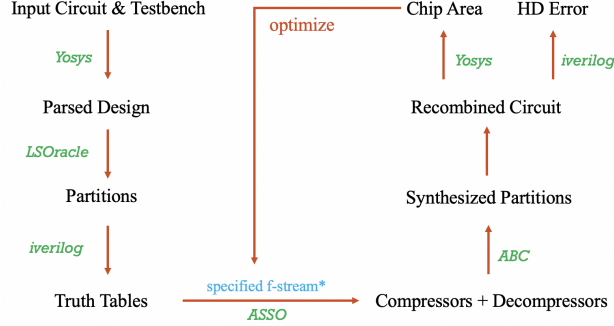 Input Circuit & Testbench
Yosys
Parsed Design
LSOracle
Partitions
iverilog
Truth Tables
specified f-stream*
ASSO
Compressors + Decompressors
ABC
Synthesized Partitions
Recombined Circuit
Yosys
iverilog
Chip Area
HD Error
optimize